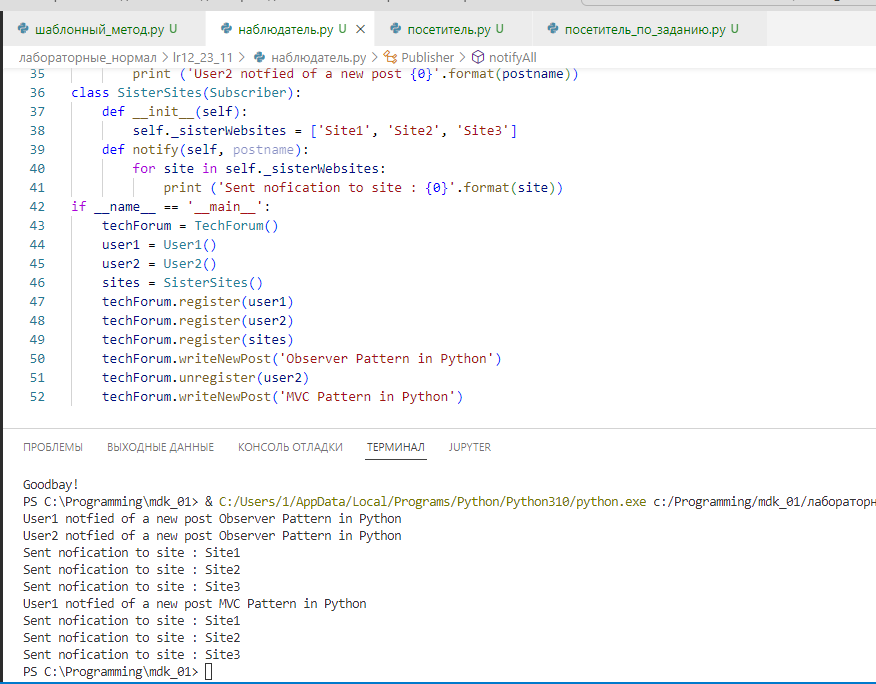 шаблонный_метод.py U наблюдатель.py U × посетитель.py U посетитель_по_заданию.py U
лабораторные_нормал > lr12_23_11 > наблюдатель.py > Publisher > notifyAll
35 print ('User2 notfied of a new post {0}'.format(postname))
36 class SisterSites(Subscriber):
37 def __init__(self):
38 self._sisterWebsites = ['Site1', 'Site2', 'Site3']
39 def notify(self, postname):
40 for site in self._sisterWebsites:
41 print ('Sent nofication to site : {0}'.format(site))
42 if __name__ == '__main__':
43 techForum = TechForum()
44 user1 = User1()
45 user2 = User2()
46 sites = SisterSites()
47 techForum.register(user1)
48 techForum.register(user2)
49 techForum.register(sites)
50 techForum.writeNewPost('Observer Pattern in Python')
51 techForum.unregister(user2)
52 techForum.writeNewPost('MVC Pattern in Python')
ПРОБЛЕМЫ ВЫХОДНЫЕ ДАННЫЕ КОНСОЛЬ ОТЛАДКИ ТЕРМИНАЛ JUPYTER
Goodbay!
PS C:\Programming\mdk_01> & C:/Users/1/AppData/Local/Programs/Python/Python310/python.exe c:/Programming/mdk_01/лаборатор
User1 notfied of a new post Observer Pattern in Python
User2 notfied of a new post Observer Pattern in Python
Sent nofication to site : Site1
Sent nofication to site : Site2
Sent nofication to site : Site3
User1 notfied of a new post MVC Pattern in Python
Sent nofication to site : Site1
Sent nofication to site : Site2
Sent nofication to site : Site3
PS C:\Programming\mdk_01>